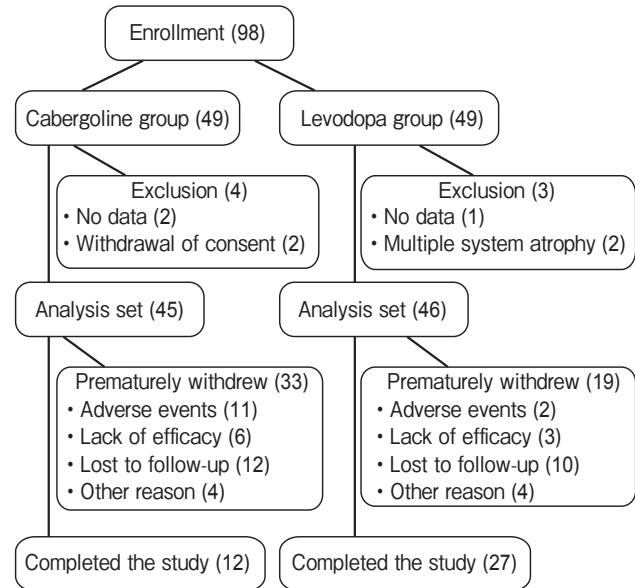 Enrollment (98)
Cabergoline group (49)
Levodopa group (49)
Exclusion (4)
• No data (2)
• Withdrawal of consent (2)
Exclusion (3)
• No data (1)
• Multiple system atrophy (2)
Analysis set (45)
Analysis set (46)
Prematurely withdrew (33)
• Adverse events (11)
• Lack of efficacy (6)
• Lost to follow-up (12)
• Other reason (4)
Prematurely withdrew (19)
• Adverse events (2)
• Lack of efficacy (3)
• Lost to follow-up (10)
• Other reason (4)
Completed the study (12)
Completed the study (27)